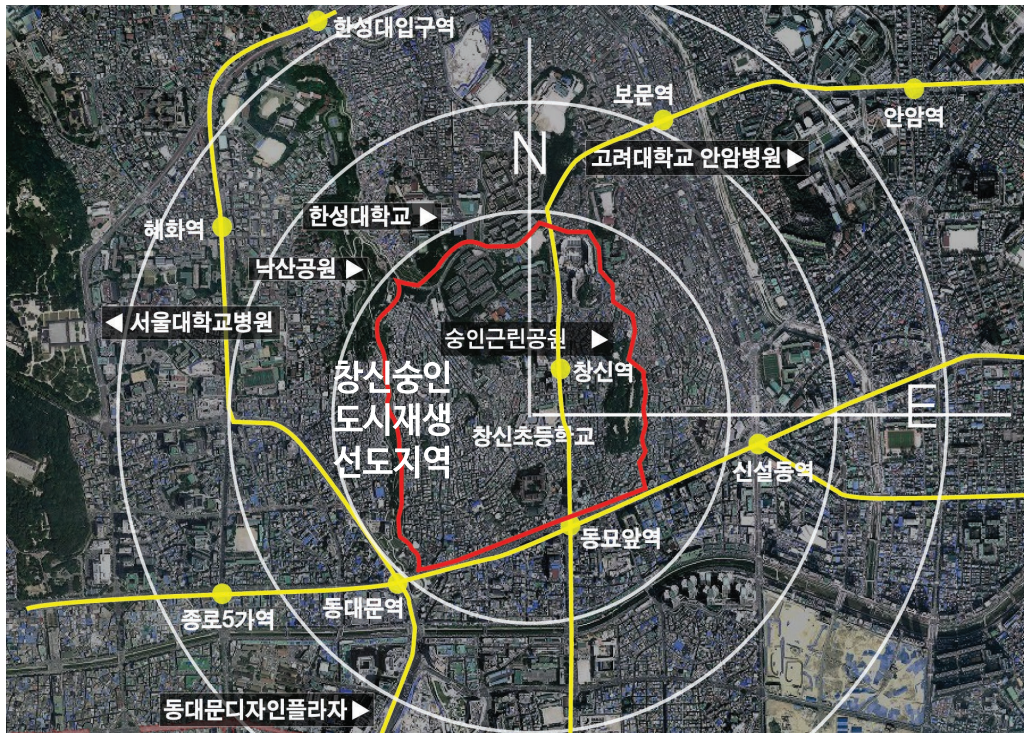 한성대입구역
보문역
안암역
N
고려대학교 안암병원 ▶
한성대학교 ▶
혜화역
낙산공원 ▶
◀ 서울대학교병원
숭인근린공원 ▶
창신숭인
도시재생
선도지역
창신역
E
창신초등학교
신설동역
동묘앞역
동대문역
종로5가역
동대문디자인플라자▶